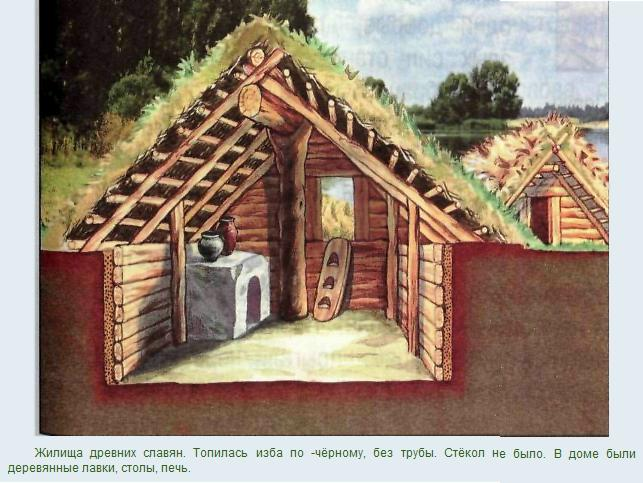 Жилища древних славян. Топилась изба по -чёрному, без трубы. Стёкол не было. В доме были
деревянные лавки, столы, печь.